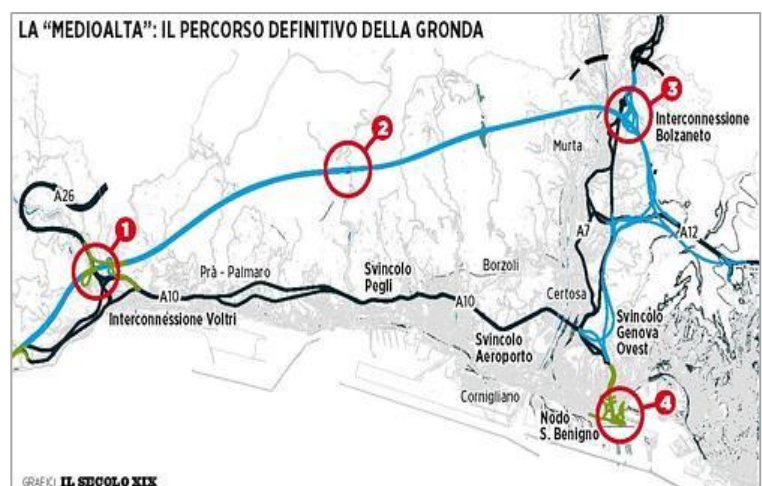 LA “MEDIOALTA”: IL PERCORSO DEFINITIVO DELLA GRONDA
3
Interconnessione
Bolzaneto
2
Murta
A26
1
A7
A12
Prà - Palmaro
Svincolo
Pegli
Borzoli
A10
Interconnessione Voltri
A10
Certosa
Svincolo
Genova
Ovest
Svincolo
Aeroporto
Cornigliano
4
Nodo
S. Benigno
GRAFICI IL SECOLO XIX